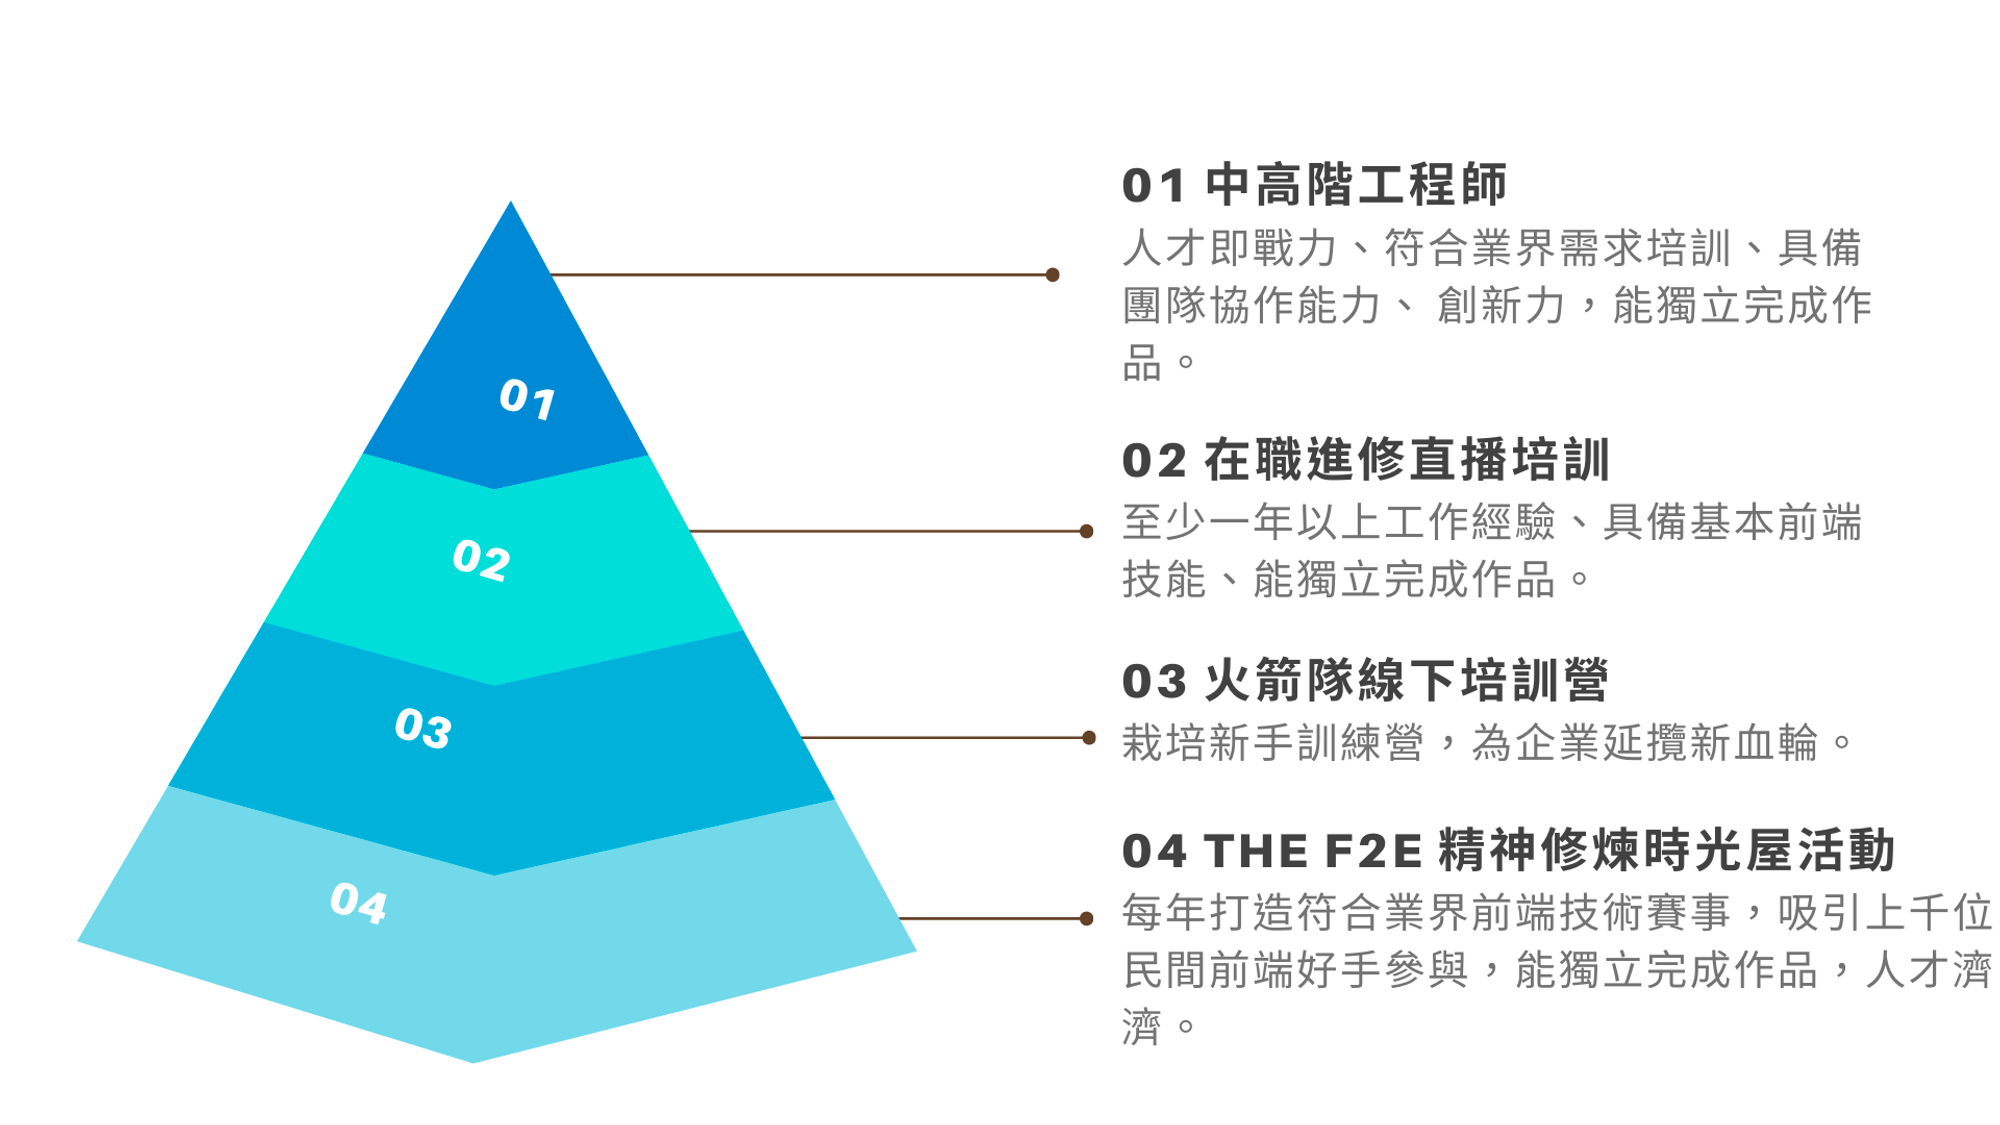 01 中高階工程師
人才即戰力、符合業界需求培訓、具備
團隊協作能力、 創新力，能獨立完成作
品。
01
02 在職進修直播培訓
至少一年以上工作經驗、具備基本前端
技能、能獨立完成作品。
02
03 火箭隊線下培訓營
栽培新手訓練營，為企業延攬新血輪。
03
04 THE F2E 精神修煉時光屋活動
每年打造符合業界前端技術賽事，吸引上千位
民間前端好手參與，能獨立完成作品，人才濟
濟。
04